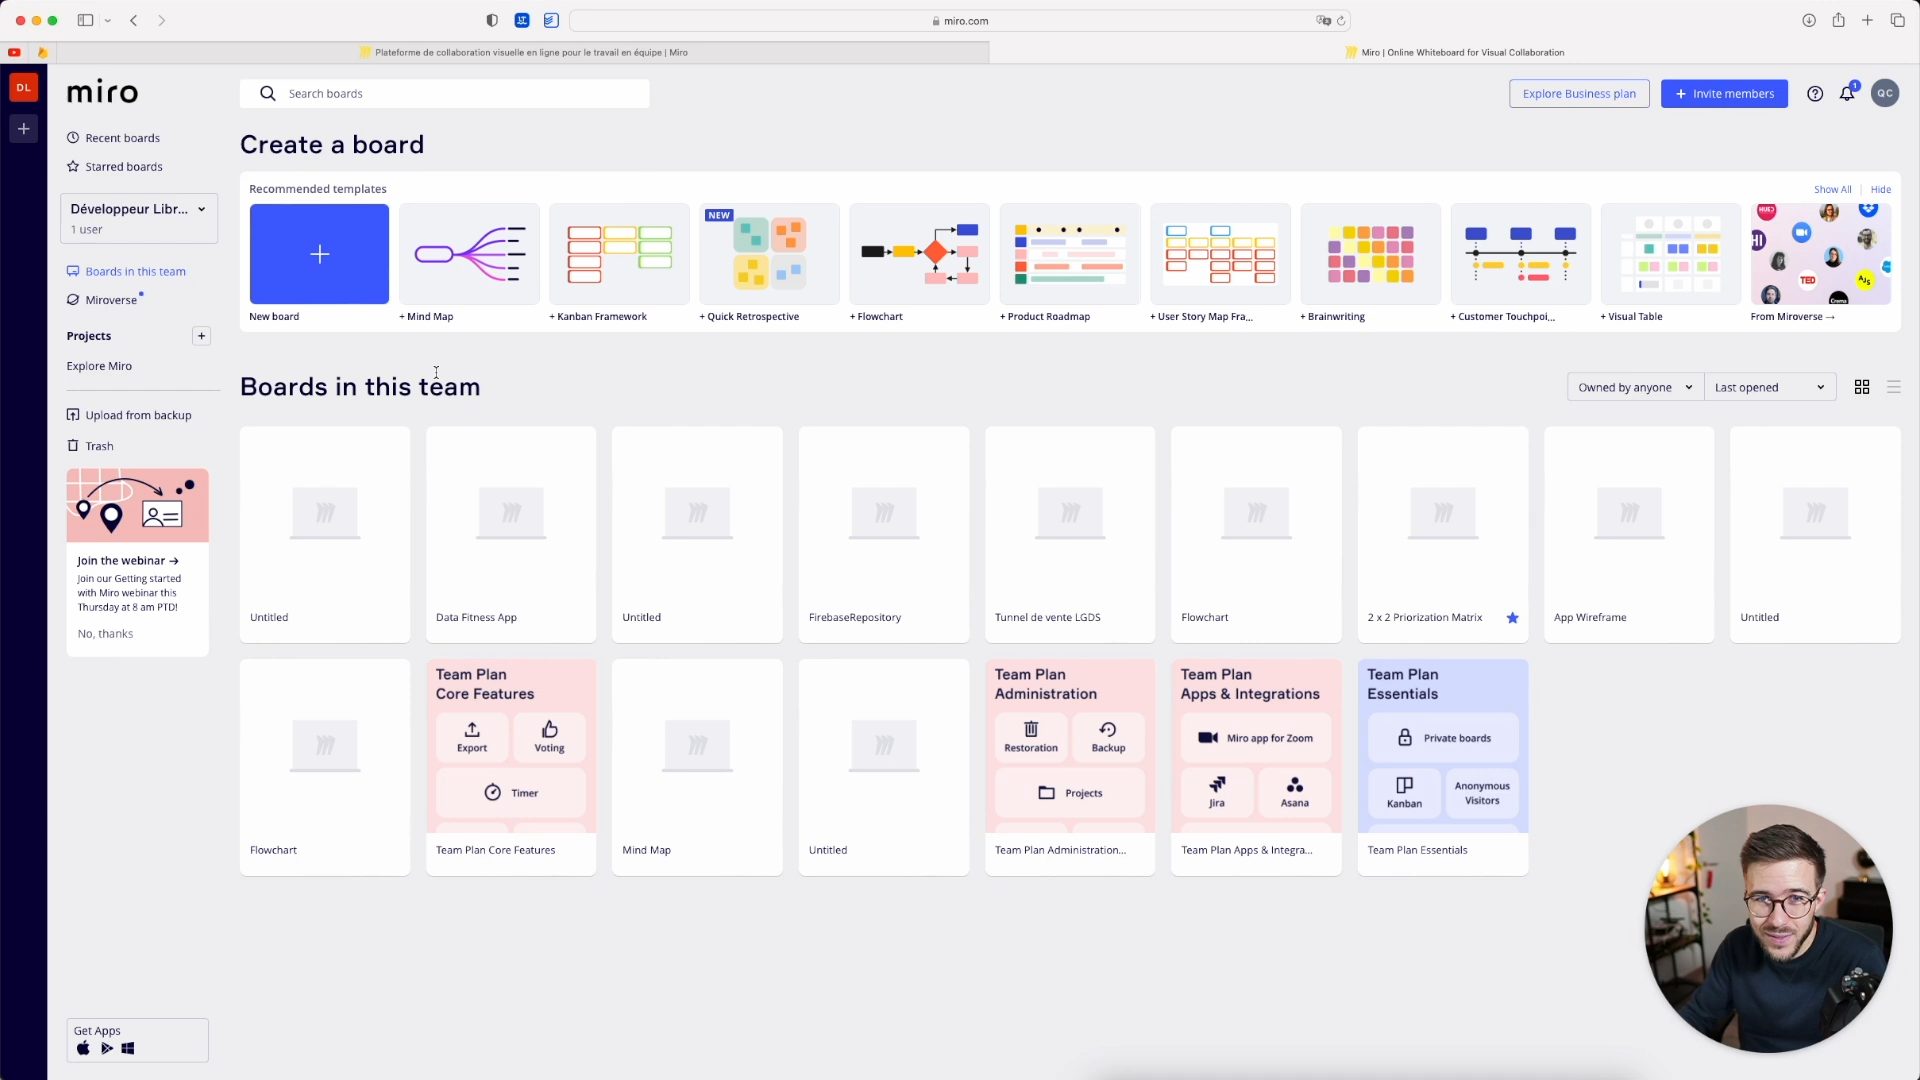 miro.com
Plateforme de collaboration visuelle en ligne pour le travail en équipe | Miro
Miro | Online Whiteboard for Visual Collaboration
DL
miro
Search boards
Explore Business plan
+ Invite members
1
QC
Recent boards
Starred boards
Développeur Libr...
1 user
Boards in this team
Miroverse
Projects
+
Explore Miro
Upload from backup
Trash
Join the webinar →
Join our Getting started
with Miro webinar this
Thursday at 8 am PTD!
No, thanks
Get Apps
Create a board
Recommended templates
Show All
Hide
NEW
New board
+ Mind Map
+ Kanban Framework
+ Quick Retrospective
+ Flowchart
+ Product Roadmap
+ User Story Map Fra...
+ Brainwriting
+ Customer Touchpoi...
+ Visual Table
From Miroverse →
TED
Boards in this team
Owned by anyone
Last opened
Untitled
Data Fitness App
Untitled
FirebaseRepository
Tunnel de vente LGDS
Flowchart
2 x 2 Priorization Matrix
App Wireframe
Untitled
Flowchart
Team Plan
Core Features
Export
Voting
Timer
Team Plan Core Features
Mind Map
Untitled
Team Plan
Administration
Restoration
Backup
Projects
Team Plan Administration...
Team Plan
Apps & Integrations
Miro app for Zoom
Jira
Asana
Team Plan Apps & Integra...
Team Plan
Essentials
Private boards
Kanban
Anonymous
Visitors
Team Plan Essentials